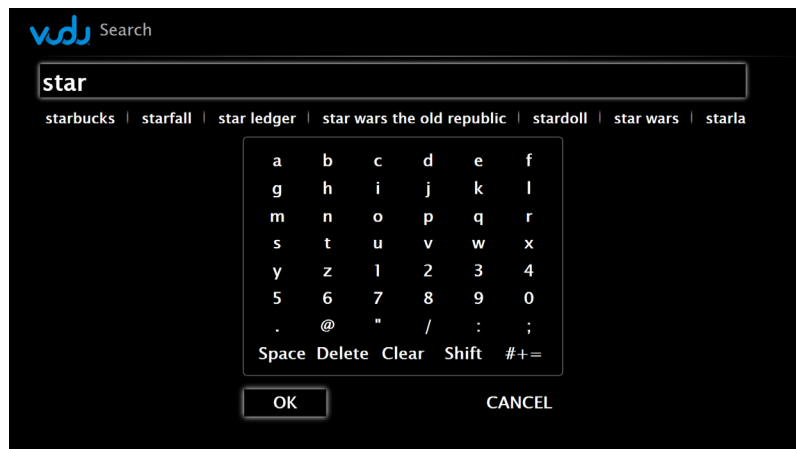 vudu Search
star
starbucks | starfall | star ledger | star wars the old republic | stardoll | star wars | starla
a b c d e f
g h i j k l
m n o p q r
s t u v w x
y z 1 2 3 4
5 6 7 8 9 0
. @ " / : ;
Space Delete Clear Shift #+=
OK CANCEL